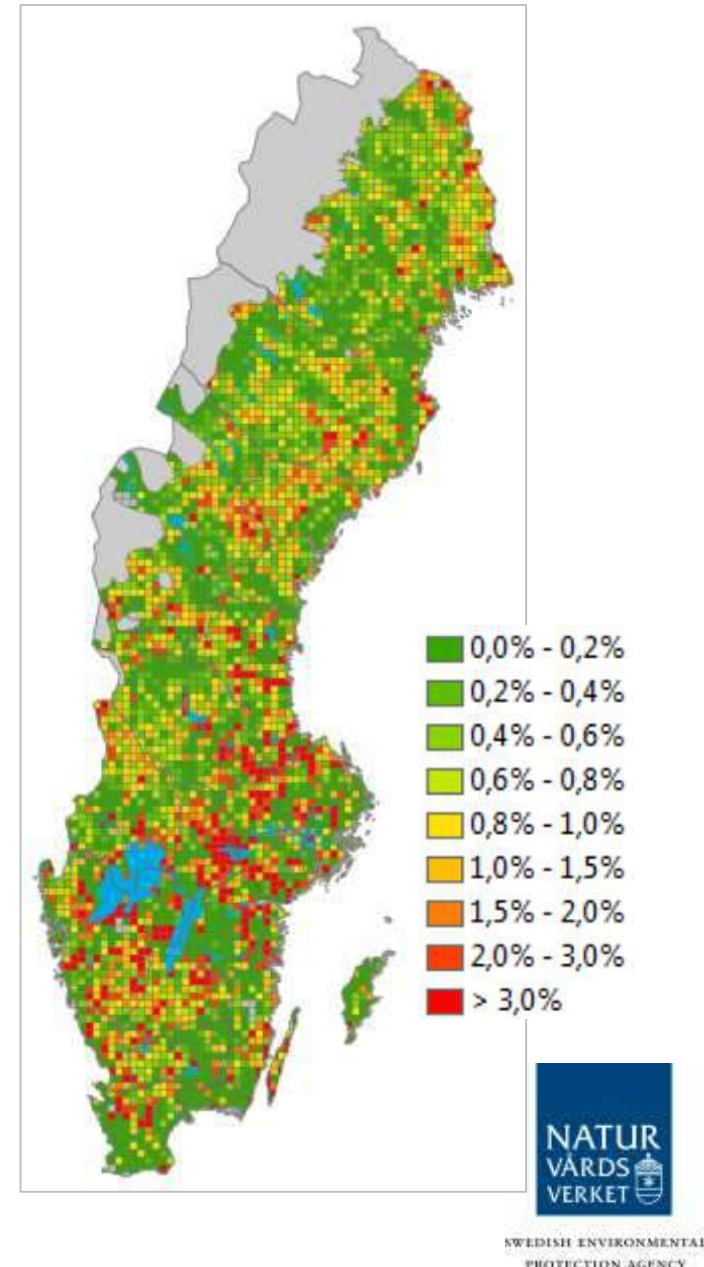 0,0% - 0,2%
0,2% - 0,4%
0,4% - 0,6%
0,6% - 0,8%
0,8% - 1,0%
1,0% - 1,5%
1,5% - 2,0%
2,0% - 3,0%
> 3,0%
NATUR
VÅRDS
VERKET
SWEDISH ENVIRONMENTAL
PROTECTION AGENCY